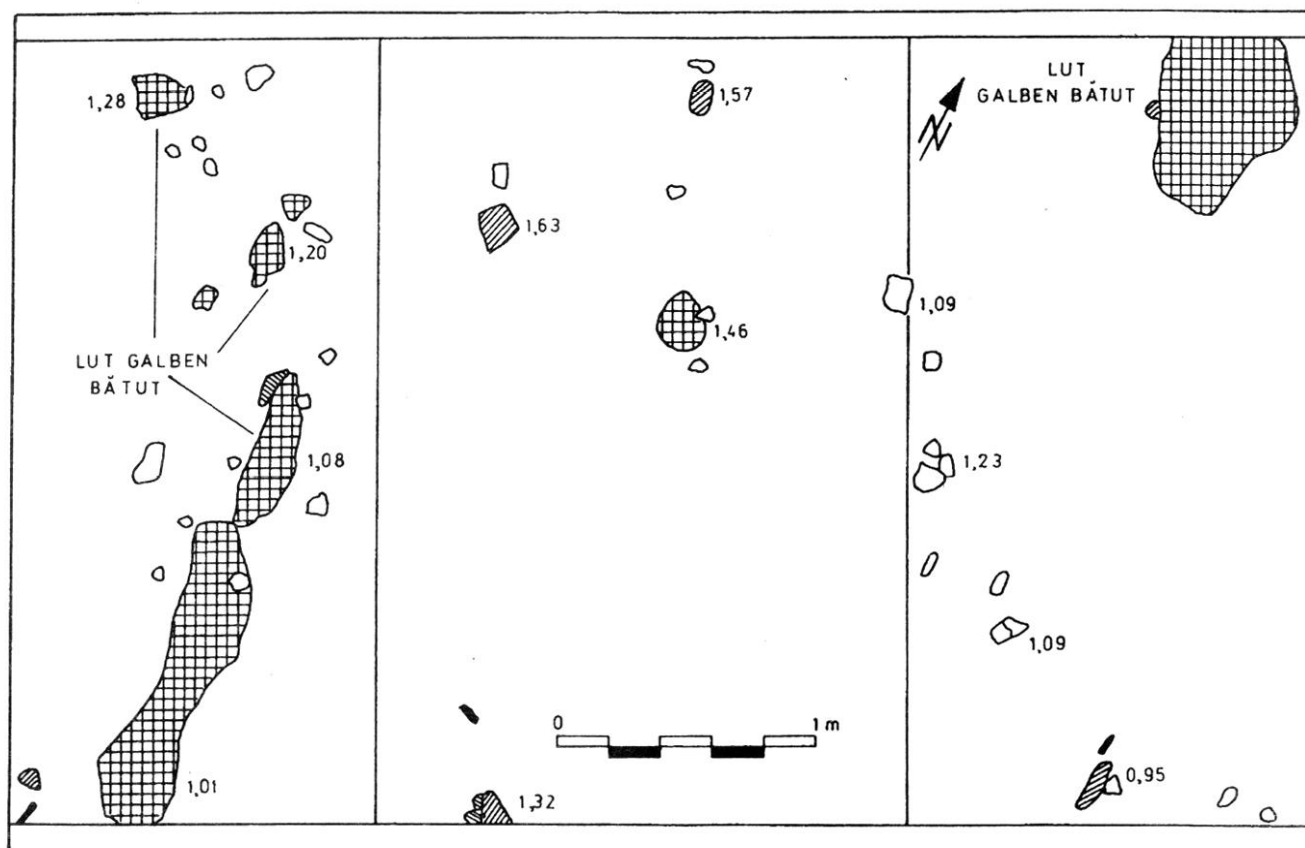 1,28
1,20
LUT GALBEN
BĂTUT
1,08
1,01
1,57
1,63
1,46
0 1 m
1,32
LUT
GALBEN BĂTUT
N
1,09
1,23
1,09
0,95